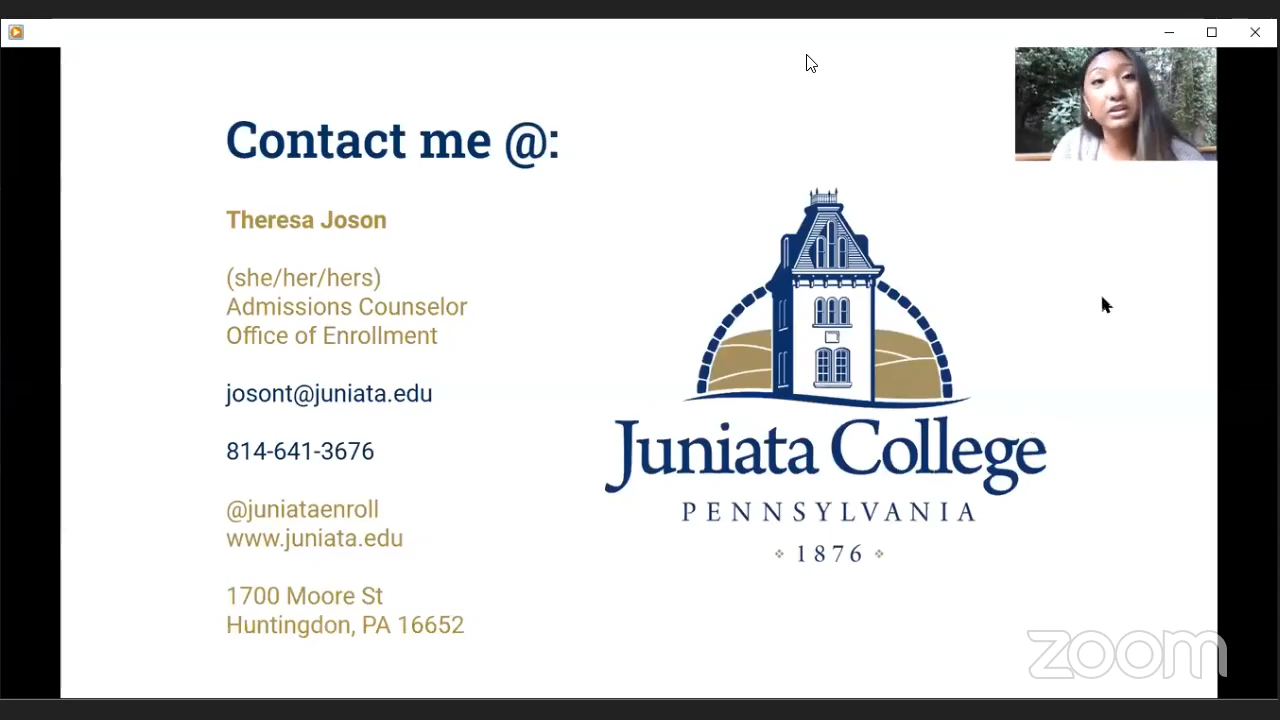 Contact me @:
Theresa Joson
(she/her/hers)
Admissions Counselor
Office of Enrollment
josont@juniata.edu
814-641-3676
@juniataenroll
www.juniata.edu
1700 Moore St
Huntingdon, PA 16652
Juniata College
PENNSYLVANIA
1876
zoom